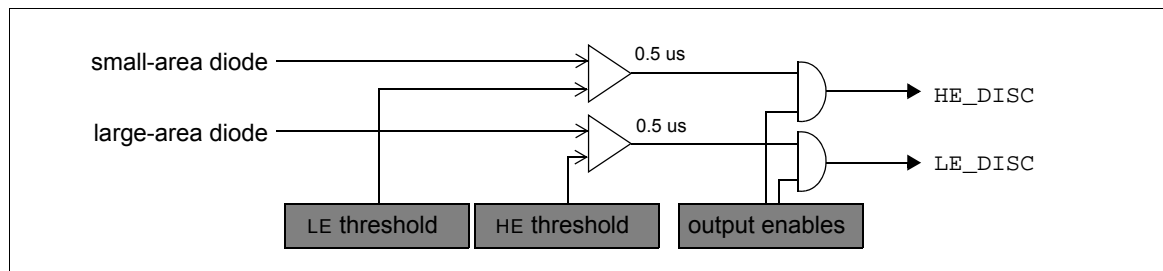 small-area diode
0.5 us
HE_DISC
large-area diode
0.5 us
LE_DISC
LE threshold
HE threshold
output enables